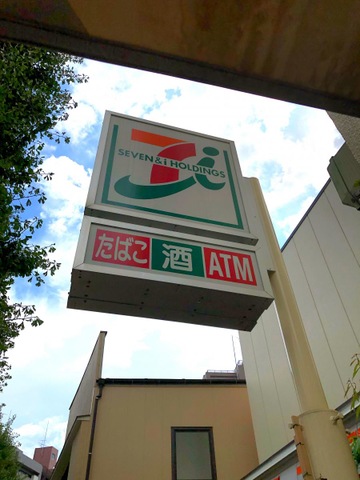 SEVEN & i HOLDINGS
たばこ 酒 ATM